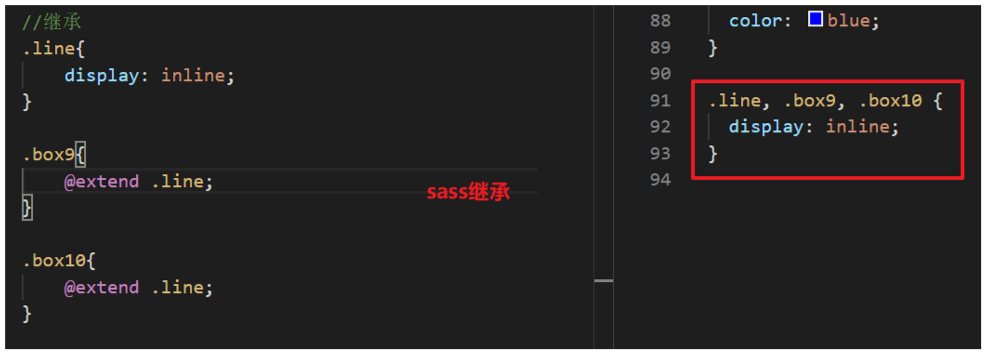 //继承
.line{
    display: inline;
}
.box9{
    @extend .line;
}
sass继承
.box10{
    @extend .line;
}
88 color: blue;
89 }
90
91 .line, .box9, .box10 {
92 display: inline;
93 }
94